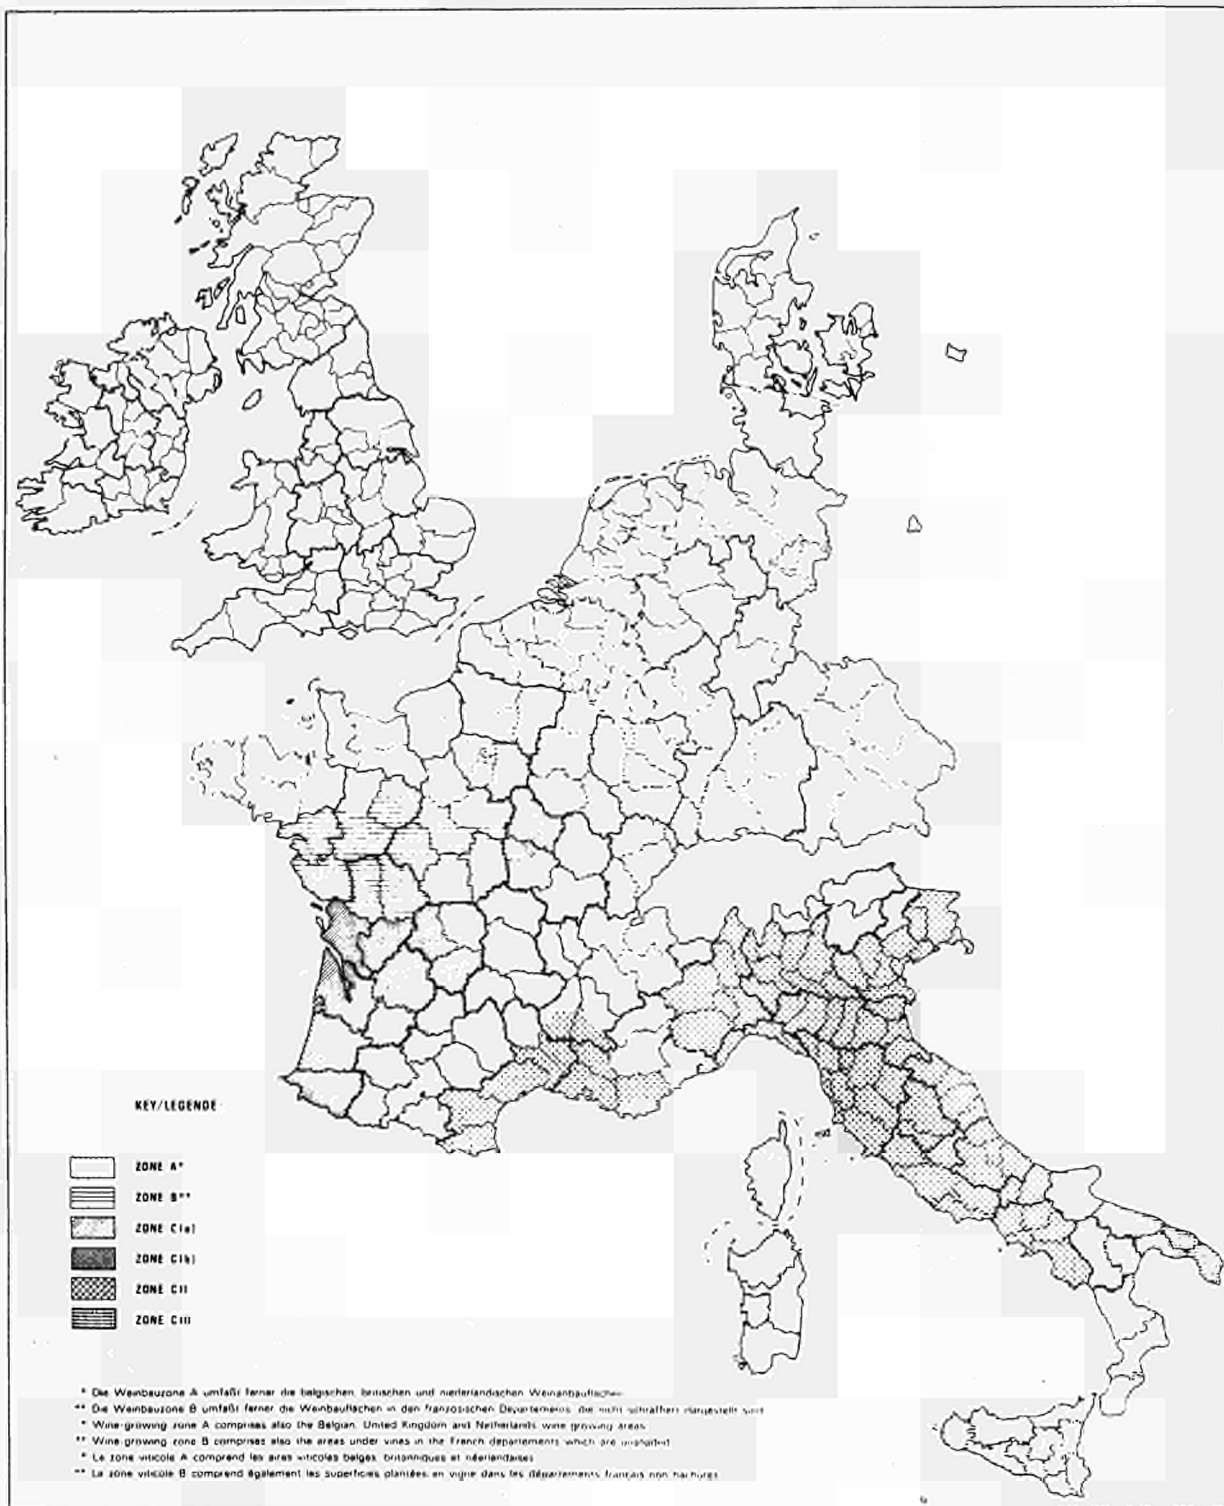 KEY/LEGENDE
ZONE A*
ZONE B**
ZONE C(a)
ZONE C(b)
ZONE CII
ZONE CIII
* Die Weinbauzone A umfaßt ferner die belgischen, britischen und niederländischen Weinanbauflächen
** Die Weinbauzone B umfaßt ferner die Weinbauflächen in den französischen Departements, die nicht schraffiert dargestellt sind
* Wine-growing zone A comprises also the Belgian, United Kingdom and Netherlands wine growing areas
** Wine-growing zone B comprises also the areas under vines in the French departements which are unshaded
* La zone viticole A comprend les aires viticoles belges, britanniques et néerlandaises
** La zone viticole B comprend également les superficies plantées en vigne dans les départements français non hachurés